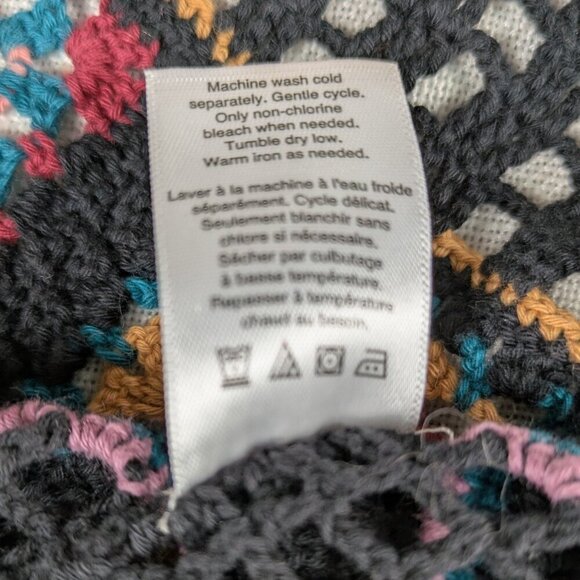 Machine wash cold
separately. Gentle cycle.
Only non-chlorine
bleach when needed.
Tumble dry low.
Warm iron as needed.
Laver à la machine à l'eau froide
séparément. Cycle délicat.
Seulement blanchir sans
chlore si nécessaire.
Sécher par culbutage
à basse température.
Repasser à température
chaud au besoin.